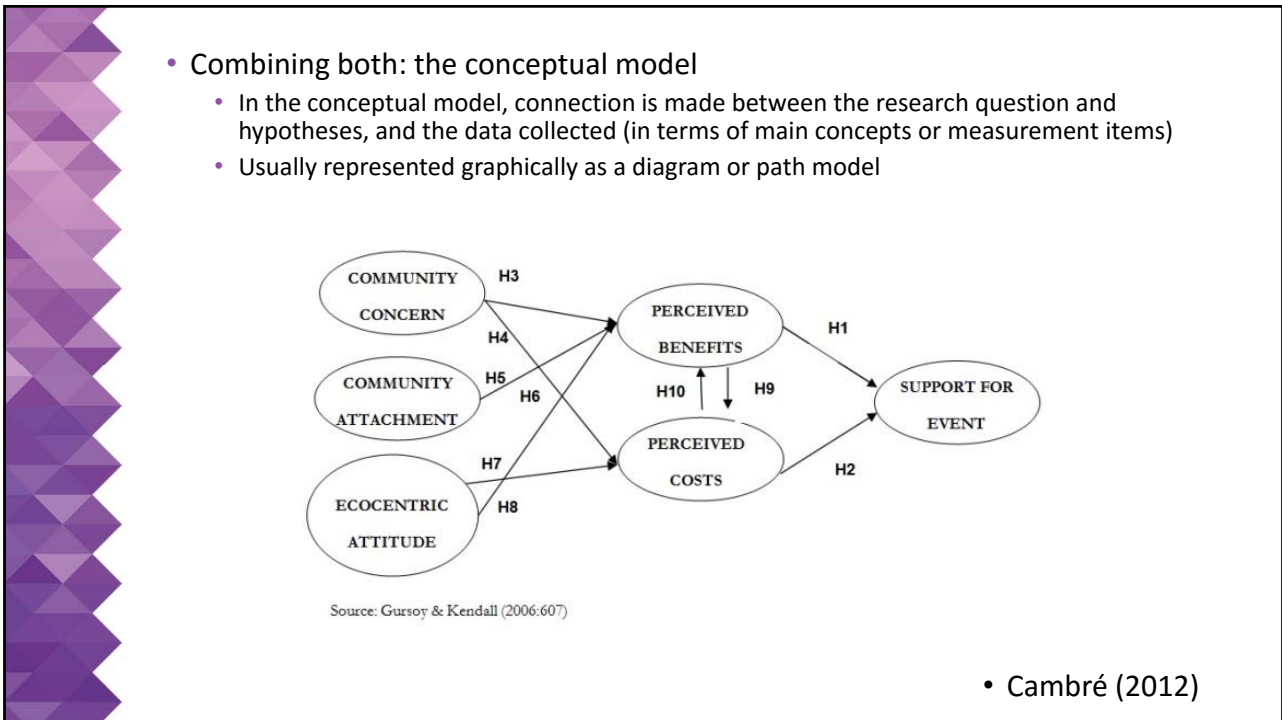 • Combining both: the conceptual model
• In the conceptual model, connection is made between the research question and
hypotheses, and the data collected (in terms of main concepts or measurement items)
• Usually represented graphically as a diagram or path model
COMMUNITY
CONCERN
H3
H4
COMMUNITY
ATTACHMENT
H5
H6
ECOCENTRIC
ATTITUDE
H7
H8
PERCEIVED
BENEFITS
H10
H9
PERCEIVED
COSTS
H1
H2
SUPPORT FOR
EVENT
Source: Gursoy & Kendall (2006:607)
• Cambré (2012)